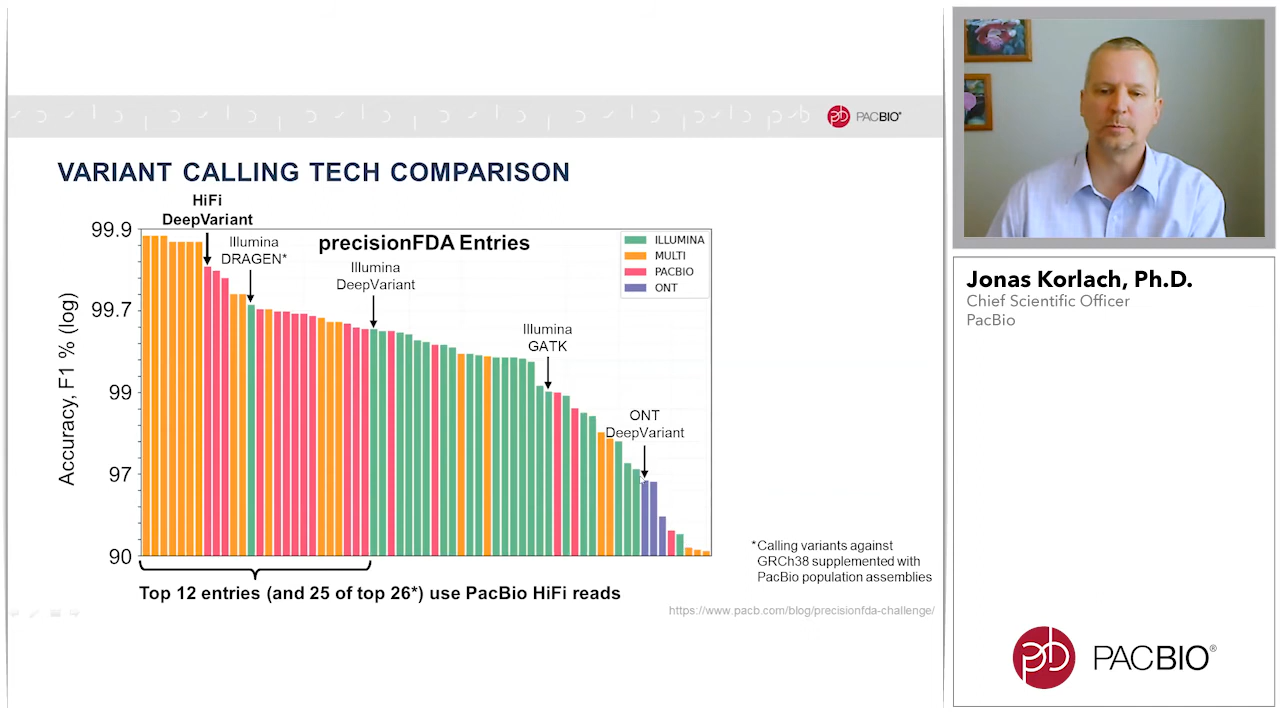 PACBIO®
VARIANT CALLING TECH COMPARISON
HiFi
DeepVariant
Illumina
DRAGEN*
precisionFDA Entries
Illumina
DeepVariant
Illumina
GATK
ONT
DeepVariant
ILLUMINA
MULTI
PACBIO
ONT
Accuracy, F1 % (log)
99.9
99.7
99
97
90
Top 12 entries (and 25 of top 26*) use PacBio HiFi reads
*Calling variants against
GRCh38 supplemented with
PacBio population assemblies
https://www.pacb.com/blog/precisionfda-challenge/
Jonas Korlach, Ph.D.
Chief Scientific Officer
PacBio
PACBIO®